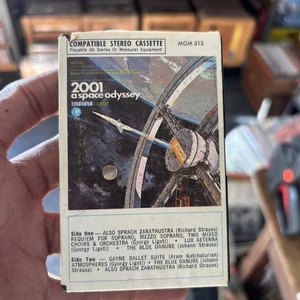 COMPATIBLE STEREO CASSETTE
Playable On Stereo Or Monaural Equipment
MGM 513
2001
a space odyssey
Side One — ALSO SPRACH ZARATHUSTRA (Richard Strauss)
REQUIEM FOR SOPRANO, MEZZO SOPRANO, TWO MIXED
CHOIRS & ORCHESTRA (Gyorgy Ligeti) • LUX AETERNA
(Gyorgy Ligeti) • THE BLUE DANUBE (Johann Strauss)
Side Two — GAYNE BALLET SUITE (Aram Katchaturian)
ATMOSPHERES (Gyorgy Ligeti) • THE BLUE DANUBE (Johann
Strauss) • ALSO SPRACH ZARATHUSTRA (Richard Strauss)